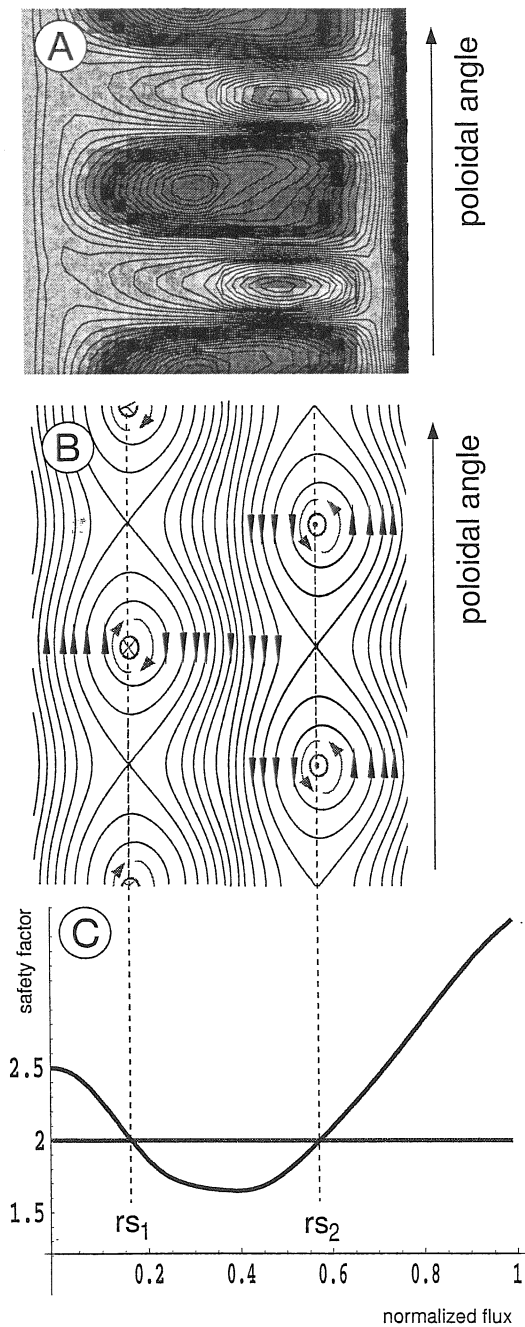 A
poloidal angle
B
poloidal angle
C
safety factor
2.5
2
1.5
rs1
rs2
0.2
0.4
0.6
0.8
1
normalized flux